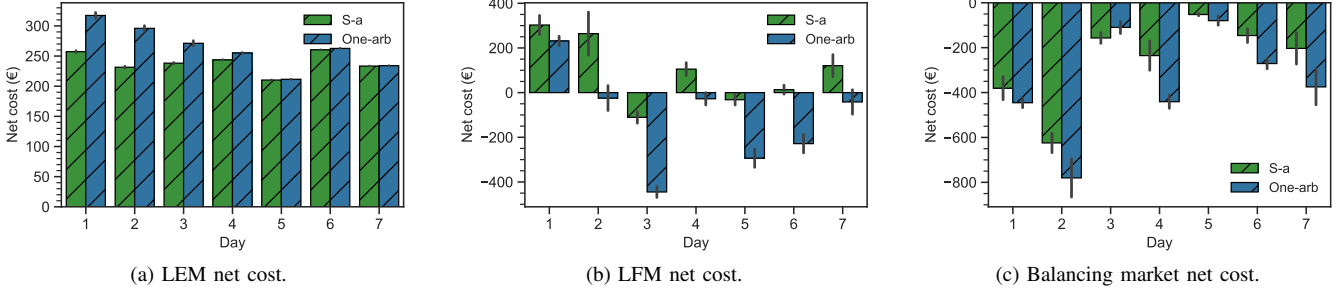 Net cost (€)
300
250
200
150
100
50
0
S-a
One-arb
1 2 3 4 5 6 7
Day
(a) LEM net cost.
Net cost (€)
400
200
0
−200
−400
S-a
One-arb
1 2 3 4 5 6 7
Day
(b) LFM net cost.
Net cost (€)
0
−200
−400
−600
−800
S-a
One-arb
1 2 3 4 5 6 7
Day
(c) Balancing market net cost.